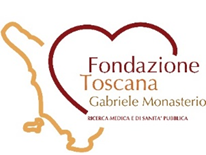 Fondazione
Toscana
Gabriele Monasterio
RICERCA MEDICA E DI SANITA' PUBBLICA